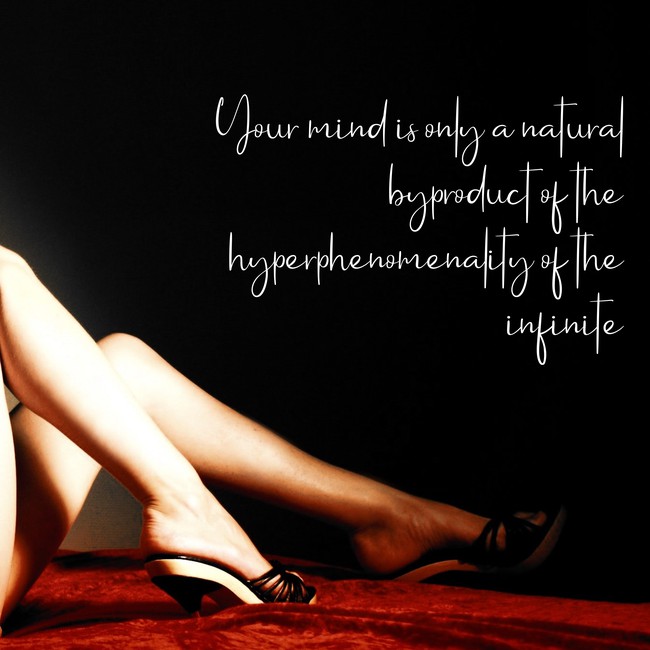 Your mind is only a natural
byproduct of the
hyperphenomenality of the
infinite